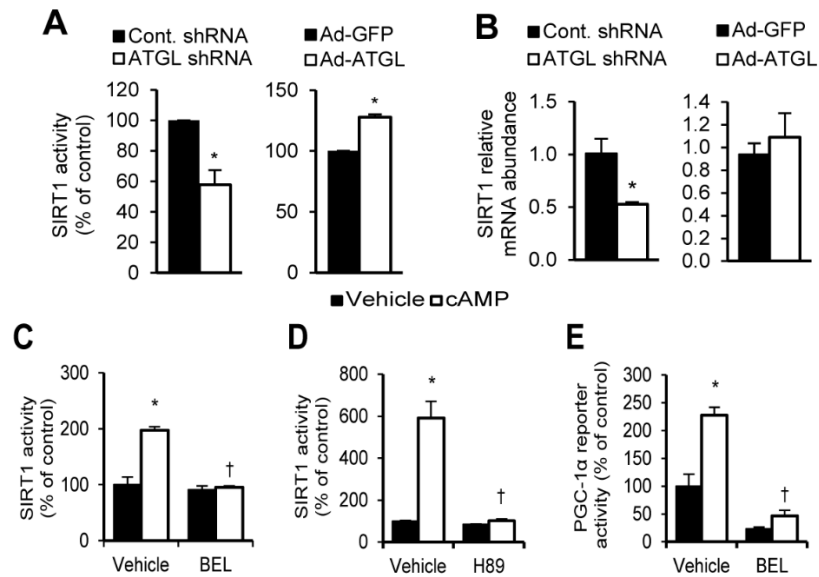 A
■Cont. shRNA
□ATGL shRNA
■Ad-GFP
□Ad-ATGL
SIRT1 activity
(% of control)
120
100
80
60
40
20
0
*
150
100
50
0
*
B
■Cont. shRNA
□ATGL shRNA
■Ad-GFP
□Ad-ATGL
SIRT1 relative
mRNA abundance
1.5
1.0
0.5
0.0
*
1.4
1.2
1.0
0.8
0.6
0.4
0.2
0.0
■Vehicle □cAMP
C
SIRT1 activity
(% of control)
300
200
100
0
*
†
Vehicle BEL
D
SIRT1 activity
(% of control)
800
600
400
200
0
*
†
Vehicle H89
E
PGC-1α reporter
activity (% of control)
300
250
200
150
100
50
0
*
†
Vehicle BEL